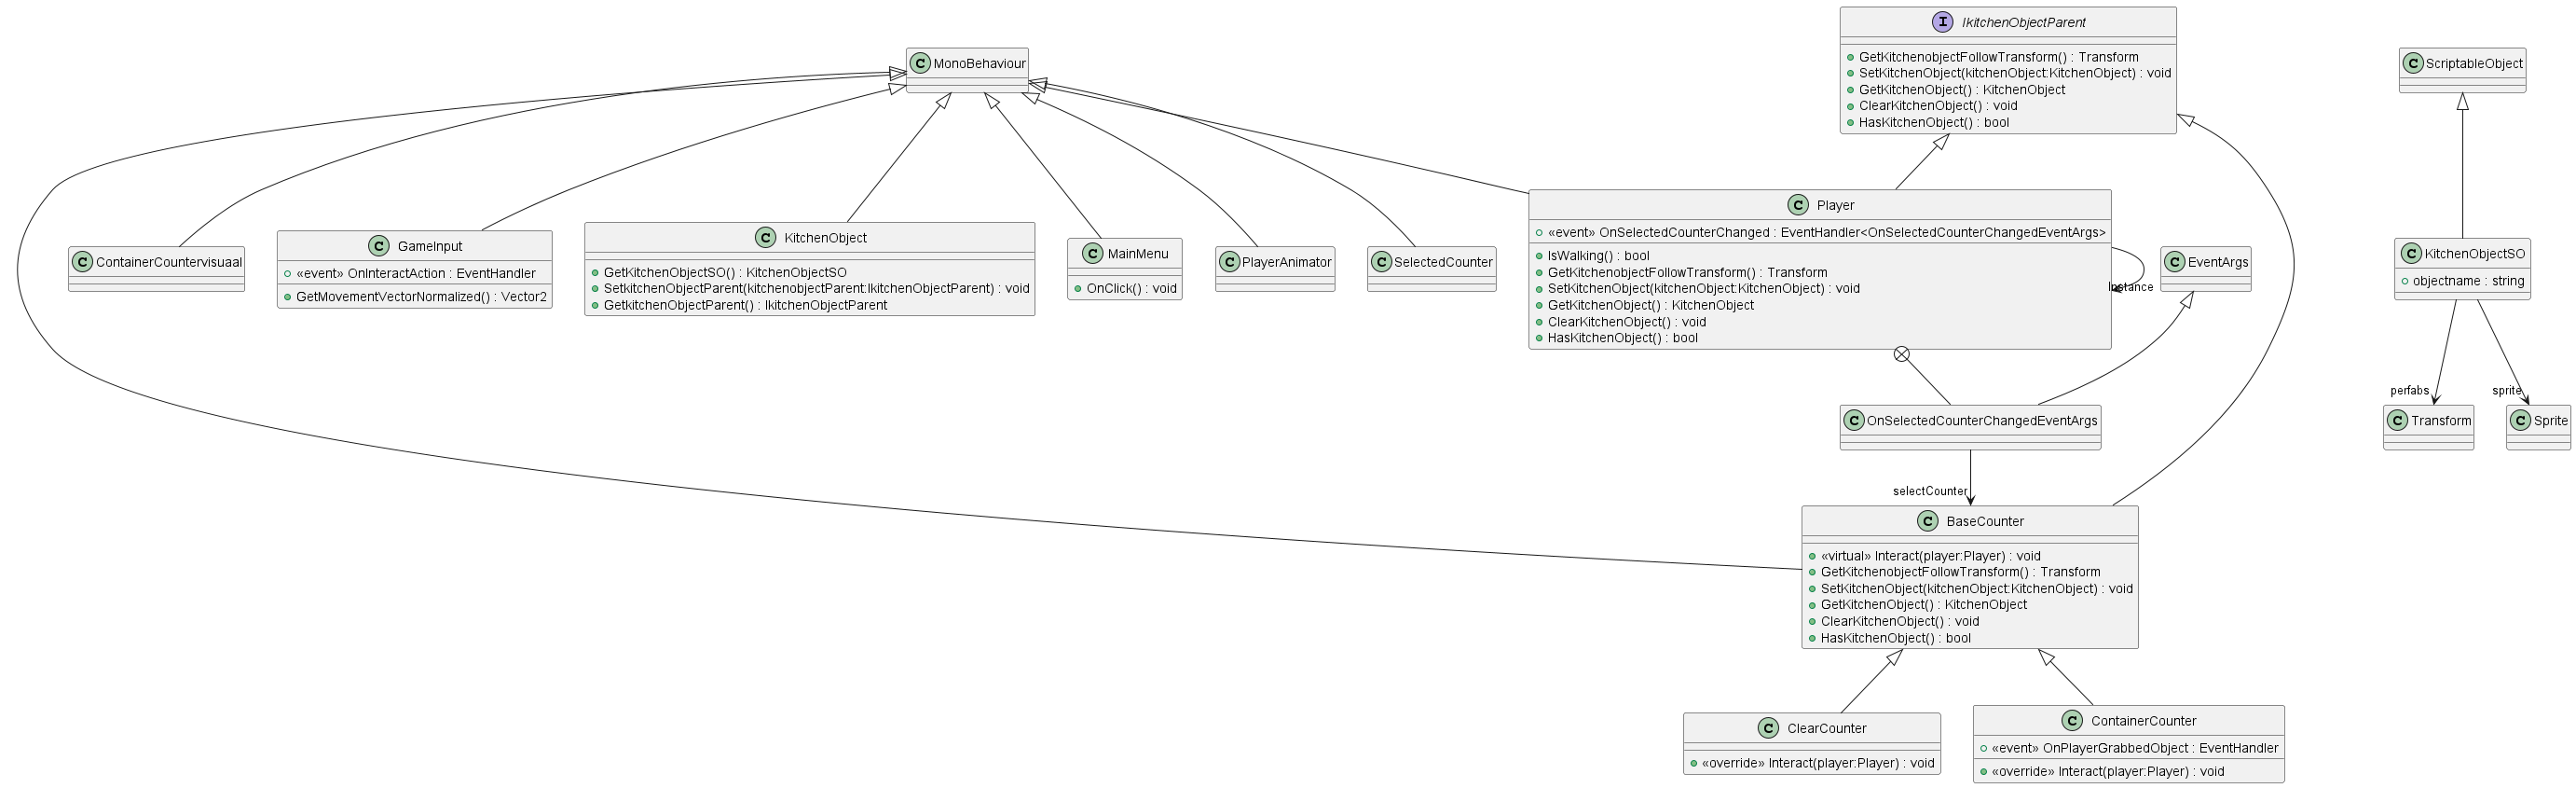 IkitchenObjectParent
GetKitchenobjectFollowTransform() : Transform
SetKitchenObject(kitchenObject:KitchenObject) : void
GetKitchenObject() : KitchenObject
ClearKitchenObject() : void
HasKitchenObject() : bool
MonoBehaviour
ScriptableObject
Player
«event» OnSelectedCounterChanged : EventHandler<OnSelectedCounterChangedEventArgs>
IsWalking() : bool
GetKitchenobjectFollowTransform() : Transform
SetKitchenObject(kitchenObject:KitchenObject) : void
GetKitchenObject() : KitchenObject
ClearKitchenObject() : void
HasKitchenObject() : bool
Instance
ContainerCountervisuaal
GameInput
«event» OnInteractAction : EventHandler
GetMovementVectorNormalized() : Vector2
KitchenObject
GetKitchenObjectSO() : KitchenObjectSO
SetkitchenObjectParent(kitchenobjectParent:IkitchenObjectParent) : void
GetkitchenObjectParent() : IkitchenObjectParent
MainMenu
OnClick() : void
PlayerAnimator
SelectedCounter
EventArgs
KitchenObjectSO
objectname : string
perfabs
sprite
OnSelectedCounterChangedEventArgs
Transform
Sprite
selectCounter
BaseCounter
«virtual» Interact(player:Player) : void
GetKitchenobjectFollowTransform() : Transform
SetKitchenObject(kitchenObject:KitchenObject) : void
GetKitchenObject() : KitchenObject
ClearKitchenObject() : void
HasKitchenObject() : bool
ClearCounter
«override» Interact(player:Player) : void
ContainerCounter
«event» OnPlayerGrabbedObject : EventHandler
«override» Interact(player:Player) : void